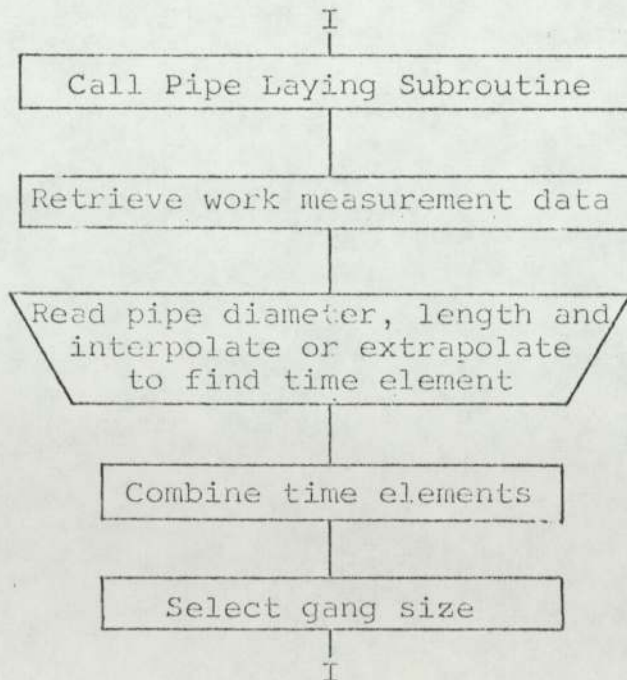 I
Call Pipe Laying Subroutine
Retrieve work measurement data
Read pipe diameter, length and
interpolate or extrapolate
to find time element
Combine time elements
Select gang size
I